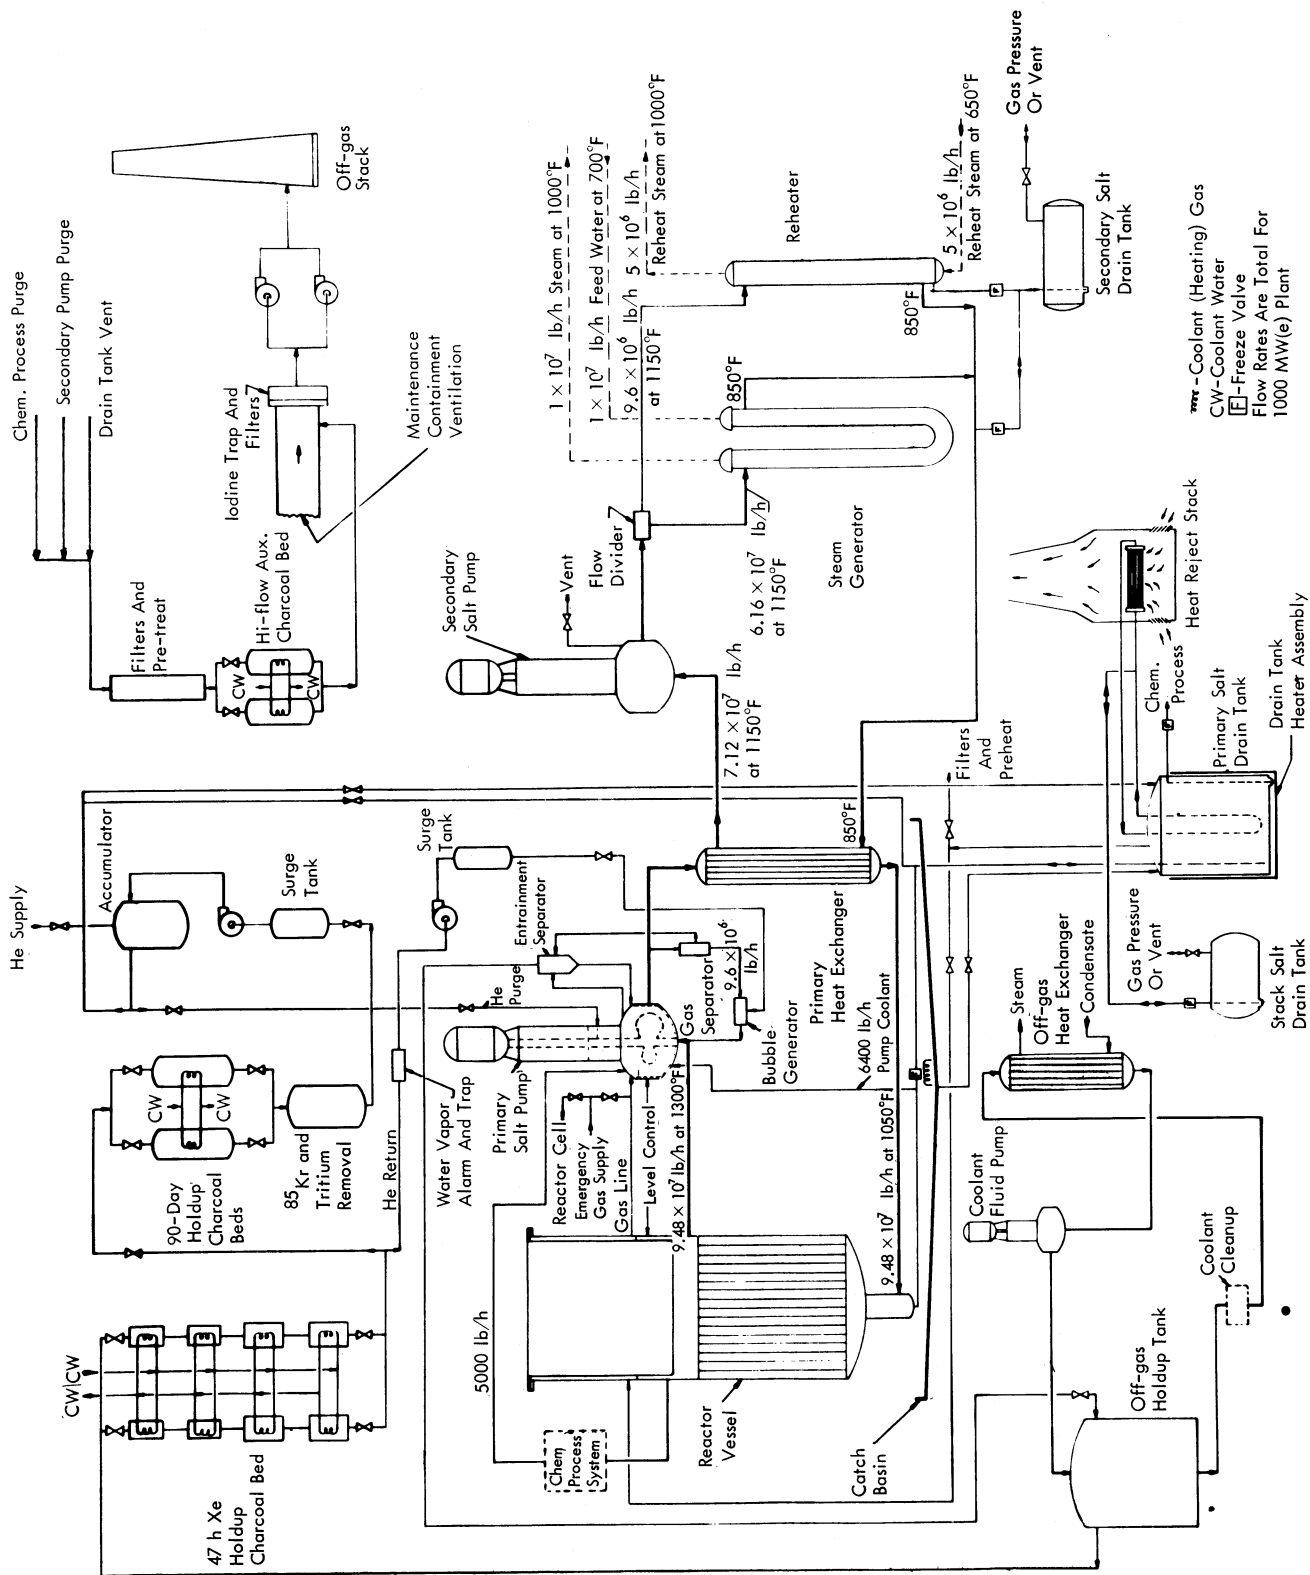 Chem. Process Purge
Secondary Pump Purge
Drain Tank Vent
Off-gas
Stack
Iodine Trap And
Filters
Maintenance
Containment
Ventilation
Filters And
Pre-treat
Hi-flow Aux.
Charcoal Bed
CW
CW
1 × 10⁷ lb/h Steam at 1000°F
1 × 10⁷ lb/h Feed Water at 700°F
9.6 × 10⁶ lb/h
at 1150°F
5 × 10⁶ lb/h
Reheat Steam at 1000°F
Reheater
5 × 10⁶ lb/h
Reheat Steam at 650°F
Gas Pressure
Or Vent
Secondary Salt
Drain Tank
850°F
850°F
F
F
Secondary
Salt Pump
Vent
Flow
Divider
6.16 × 10⁷ lb/h
at 1150°F
Steam
Generator
7.12 × 10⁷ lb/h
at 1150°F
-Coolant (Heating) Gas
CW-Coolant Water
F-Freeze Valve
Flow Rates Are Total For
1000 MW(e) Plant
He Supply
Accumulator
Surge
Tank
Surge
Tank
Entrainment
Separator
He
Purge
Gas
Separator
9.6 × 10⁶
lb/h
Bubble
Generator
Primary
Heat Exchanger
850°F
6400 lb/h
Pump Coolant
F
Filters
And
Preheat
Heat Reject Stack
Chem.
Process
F
Primary Salt
Drain Tank
Drain Tank
Heater Assembly
90-Day
Holdup
Charcoal
Beds
CW
CW
85Kr and
Tritium
Removal
He Return
Water Vapor
Alarm And Trap
Primary
Salt Pump
Reactor Cell
Emergency
Gas Supply
Gas Line
Level Control
9.48 × 10⁷ lb/h at 1300°F
9.48 × 10⁷ lb/h at 1050°F
5000 lb/h
Chem
Process
System
Reactor
Vessel
Catch
Basin
CW
CW
47 h Xe
Holdup
Charcoal Bed
Coolant
Fluid Pump
Steam
Off-gas
Heat Exchanger
Condensate
Gas Pressure
Or Vent
F
Stack Salt
Drain Tank
Coolant
Cleanup
Off-gas
Holdup Tank